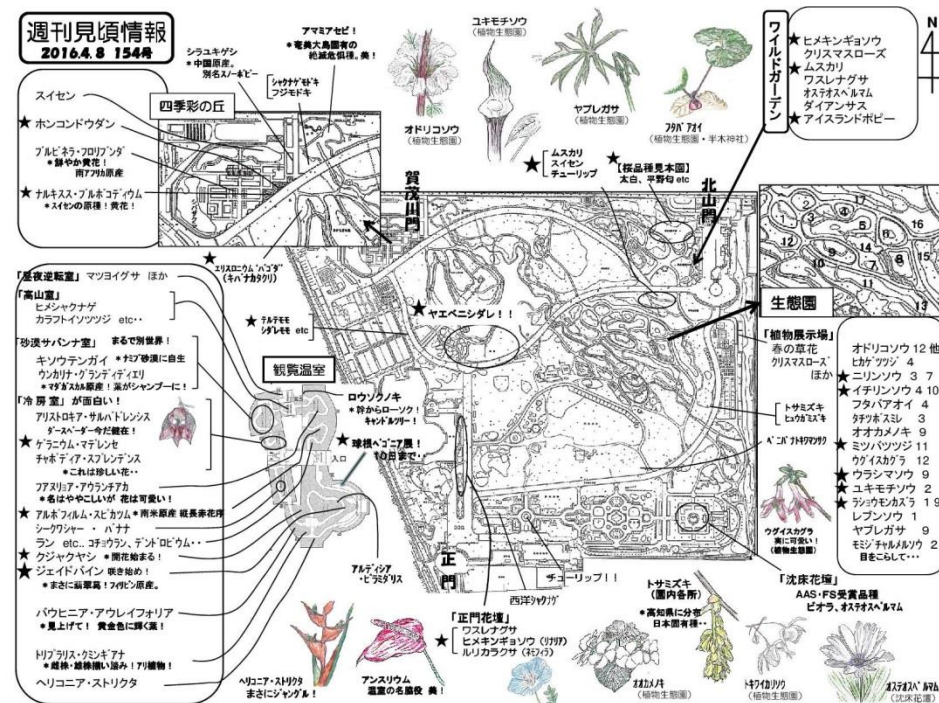 週刊見頃情報
2016.4.8 154号
スイセン
★ホンコンドウダン
ブルビネラ・フロリブンダ
＊鮮やか黄花！
南アフリカ原産
★ナルキスス・ブルボコディウム
＊スイセンの原種！黄花！
四季彩の丘
シラユキゲシ
＊中国原産。
別名スノーポピー
アマミアセビ！
＊奄美大島固有の
絶滅危惧種。美！
シャクナゲモドキ
フジモドキ
オドリコソウ
(植物生態園)
ユキモチソウ
(植物生態園)
ヤブレガサ
(植物生態園)
フタバアオイ
(植物生態園・半木神社)
ワイルドガーデン
★ヒメキンギョソウ
クリスマスローズ
★ムスカリ
ワスレナグサ
オステオスペルマム
ダイアンサス
★アイスランドポピー
N
賀茂川門
★ムスカリ
スイセン
チューリップ
★【桜品種見本園】
太白、平野匂 etc
北山門
★エリスロニウム‘パゴダ’
(キバナカタクリ)
★テルテモモ
シダレモモ etc
★ヤエベニシダレ！！
生態園
1
2
3
4
5
6
7
8
9
10
11
12
13
14
15
16
17
「昼夜逆転室」マツヨイグサ ほか
「高山室」
ヒメシャクナゲ
カラフトイソツツジ etc・・
「砂漠サバンナ室」 まるで別世界！
キソウテンガイ ＊ナミブ砂漠に自生
ウンカリナ・グランディディエリ
＊マダガスカル原産！葉がシャンプーに！
「冷房室」が面白い！
アリストロキア・サルバドレンシス
ダースベーダー今だ健在！
★ゲラニウム・マデレンセ
チャボディア・スプレンデンス
＊これは珍しい花・・
フアヌリョア・アウランチアカ
＊名はややこしいが 花は可愛い！
★アルボフィルム・スピカツム ＊南米原産 縦長赤花序
シークワシャー ・ バナナ
ラン etc.. コチョウラン、デンドロビウム・・
★クジャクヤシ ＊開花始まる！
★ジェイドバイン 咲き始め！
＊まさに翡翠葛！フィリピン原産。
バウヒニア・アウレイフォリア
＊見上げて！ 黄金色に輝く葉！
トリプラリス・クミンギアナ
＊雌株・雄株揃い踏み！アリ植物！
ヘリコニア・ストリクタ
観覧温室
入口
ロウソクノキ
＊幹からローソク！
キャンドルツリー！
★球根ベゴニア展！
10日まで・・
アルディシア・
ピラミダリス
正門
西洋シャクナゲ
チューリップ！！
トサミズキ
ヒュウガミズキ
ベニバナトキワマンサク
「植物展示場」
春の草花
クリスマスローズ
ほか
ウグイスカグラ
実に可愛い！
(植物生態園)
オドリコソウ 12 他
ヒカゲツツジ 4
★ニリンソウ 3 7
★イチリンソウ 4 10
フタバアオイ 4
タチツボスミレ 3
オオカメノキ 9
★ミツバツツジ 11
ウグイスカグラ 12
★ウラシマソウ 9
★ユキモチソウ 2
★ラショウモンカズラ 1 9
レブンソウ 1
ヤブレガサ 9
モミジチャルメルソウ 2
目をこらして・・・
「沈床花壇」
AAS・FS受賞品種
ビオラ、オステオスペルマム
「正門花壇」
ワスレナグサ
★ヒメキンギョソウ (リナリア)
ルリカラクサ (ネモフィラ)
トサミズキ
(園内各所)
＊高知県に分布
日本固有種・・
ヘリコニア・ストリクタ
まさにジャングル！
アンスリウム
温室の名脇役 美！
オオカメノキ
(植物生態園)
トキワイカリソウ
(植物生態園)
オステオスペルマム
(沈床花壇)